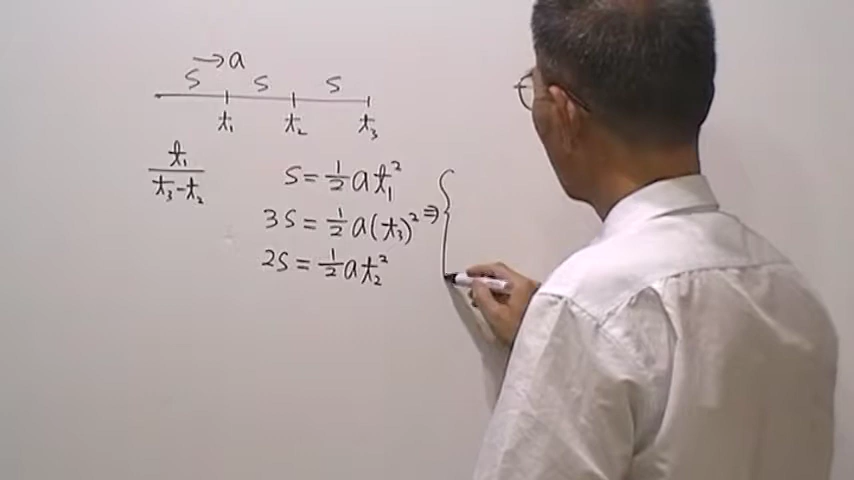 →a
S S S
t₁ t₂ t₃
t₁/(t₃-t₂)
S = 1/2 a t₁²
3S = 1/2 a(t₃)² ⇒ {
2S = 1/2 a t₂²